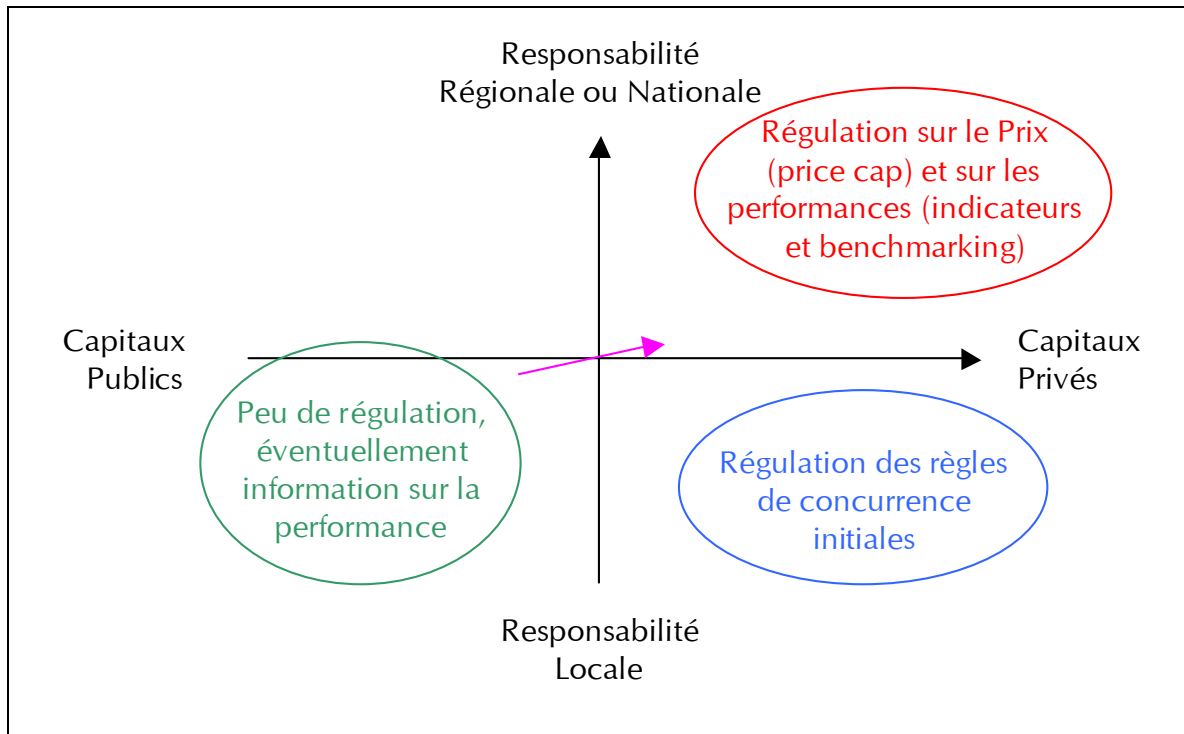 Responsabilité
Régionale ou Nationale
Régulation sur le Prix
(price cap) et sur les
performances (indicateurs
et benchmarking)
Capitaux
Publics
Capitaux
Privés
Peu de régulation,
éventuellement
information sur la
performance
Régulation des règles
de concurrence
initiales
Responsabilité
Locale